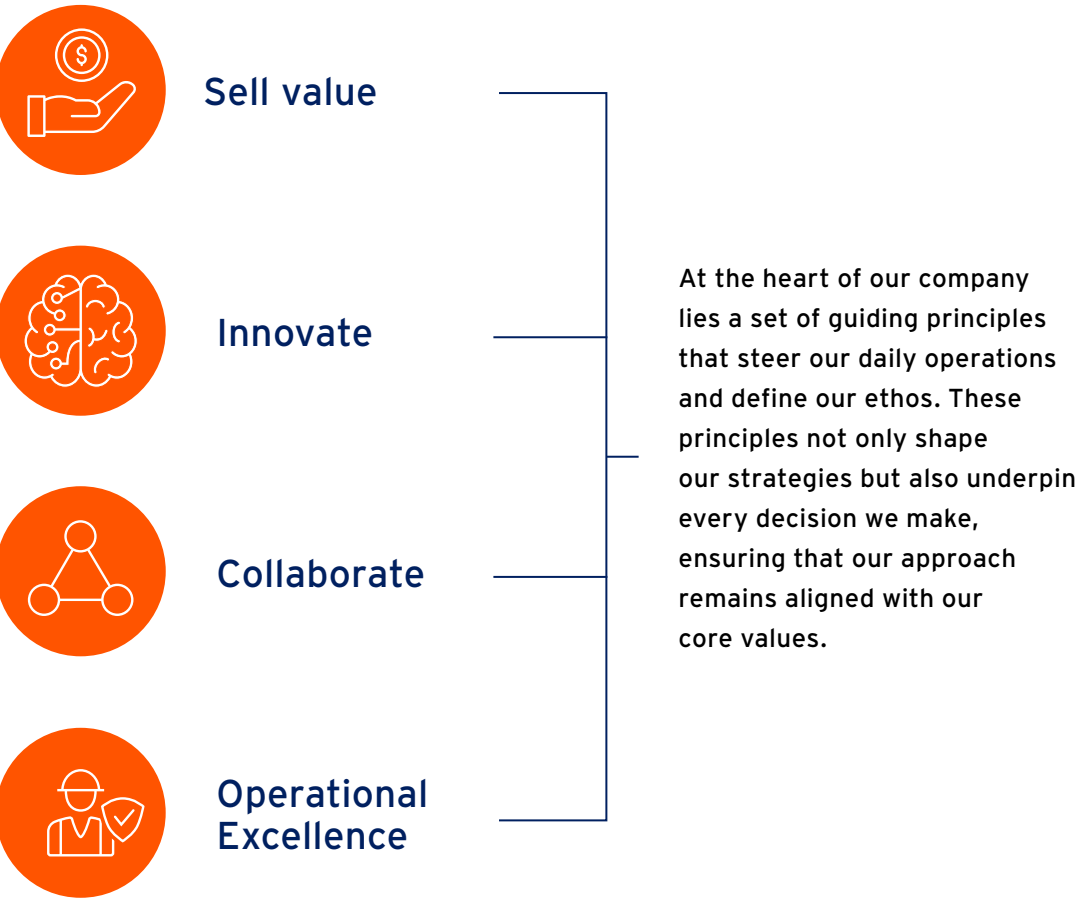 $
Sell value
Innovate
Collaborate
Operational
Excellence
At the heart of our company
lies a set of guiding principles
that steer our daily operations
and define our ethos. These
principles not only shape
our strategies but also underpin
every decision we make,
ensuring that our approach
remains aligned with our
core values.